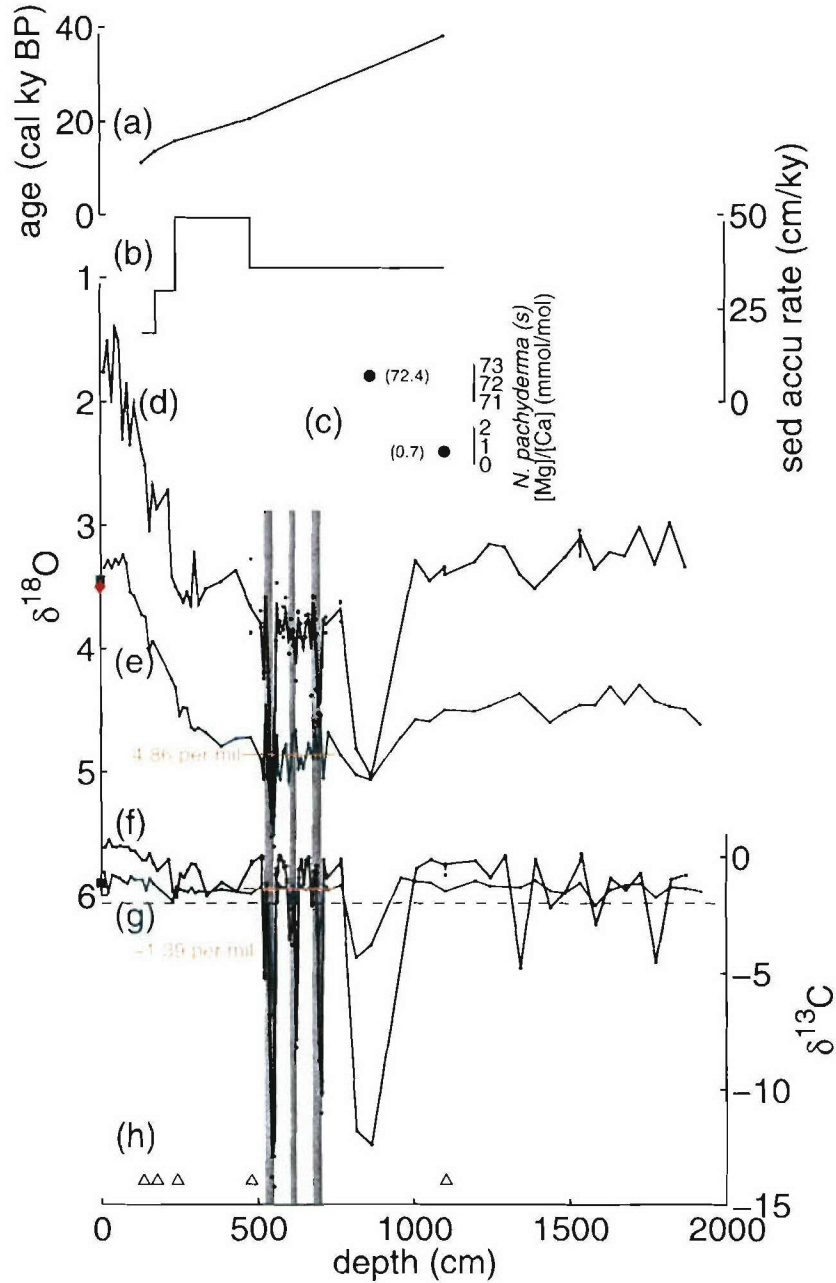 40
20
0
age (cal ky BP)
(a)
(b)
50
25
0
sed accu rate (cm/ky)
1
2
3
4
5
6
δ18O
(72.4)
(0.7)
(c)
73
72
71
2
1
0
N. pachyderma (s)
[Mg]/[Ca] (mmol/mol)
(d)
(e)
4.86 per mil
(f)
(g)
−1.39 per mil
0
−5
−10
−15
δ13C
(h)
0
500
1000
1500
2000
depth (cm)